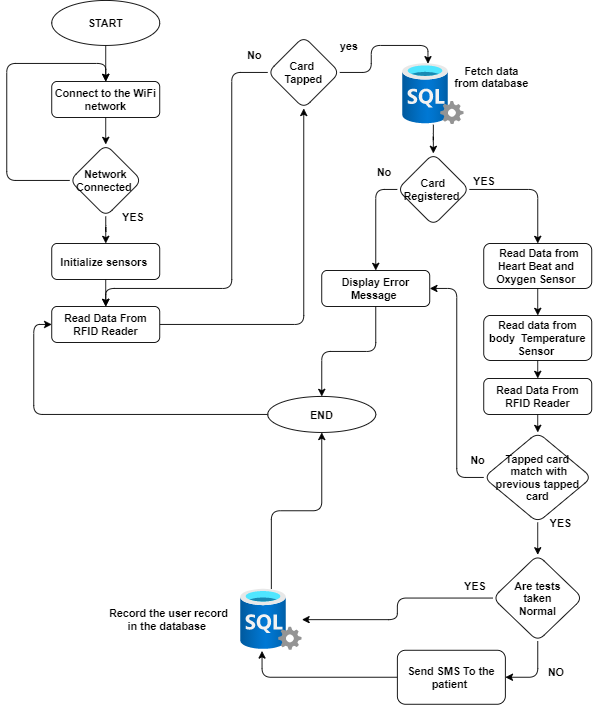 START
Connect to the WiFi
network
Network
Connected
YES
Initialize sensors
Read Data From
RFID Reader
No
Card
Tapped
yes
SQL
Fetch data
from database
Card
Registered
No
YES
Display Error
Message
Read Data from
Heart Beat and
Oxygen Sensor
Read data from
body Temperature
Sensor
Read Data From
RFID Reader
Tapped card
match with
previous tapped
card
No
YES
END
Are tests
taken
Normal
YES
NO
Send SMS To the
patient
Record the user record
in the database
SQL